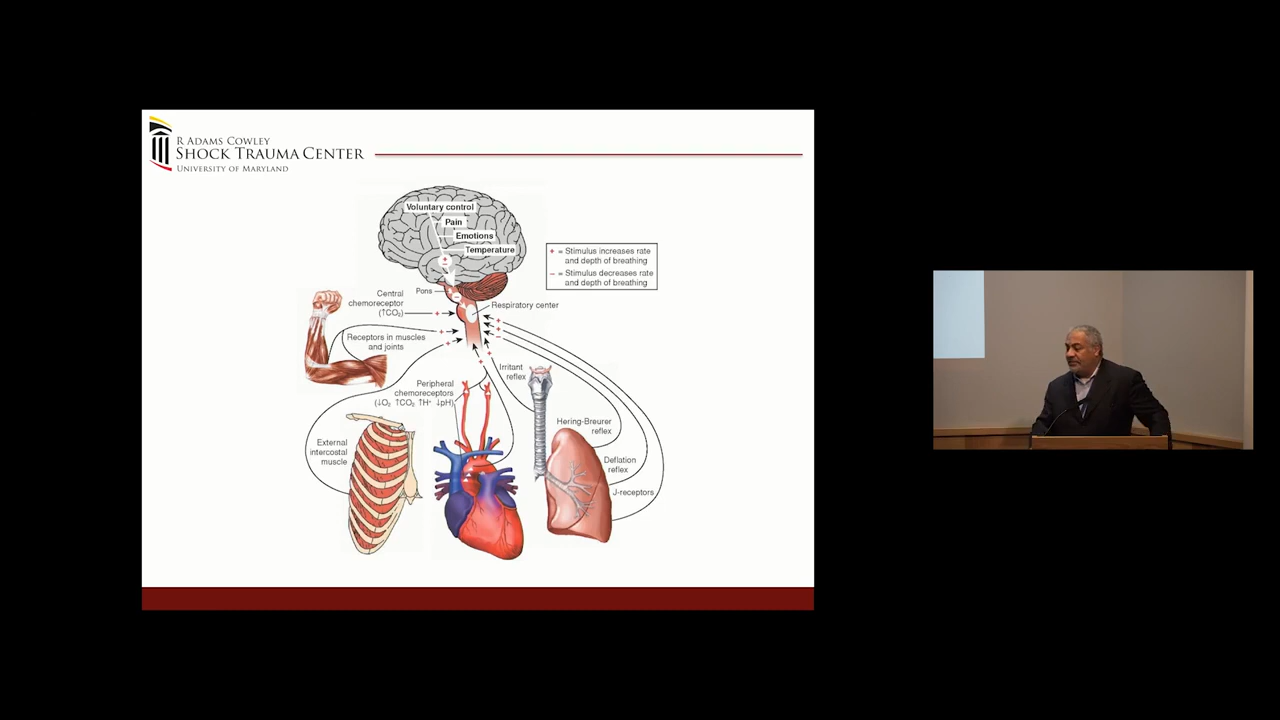 R ADAMS COWLEY
SHOCK TRAUMA CENTER
UNIVERSITY OF MARYLAND
Voluntary control
Pain
Emotions
Temperature
+
−
+ = Stimulus increases rate
and depth of breathing
− = Stimulus decreases rate
and depth of breathing
Pons
−
Central
chemoreceptor
(↑CO₂)
+
Respiratory center
Receptors in muscles
and joints
+
+
+
+
−
+
+
Irritant
reflex
Peripheral
chemoreceptors
(↓O₂ ↑CO₂ ↑H⁺ ↓pH)
Hering-Breuer
reflex
External
intercostal
muscle
Deflation
reflex
J-receptors